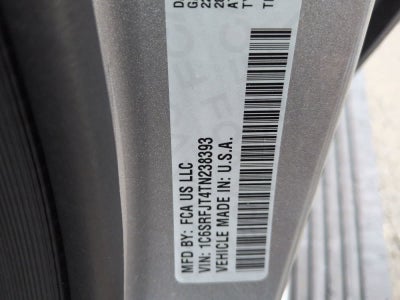 MFD. BY: FCA US LLC
VIN: 1C6SRFJT4TN238393
VEHICLE MADE IN: U.S.A.